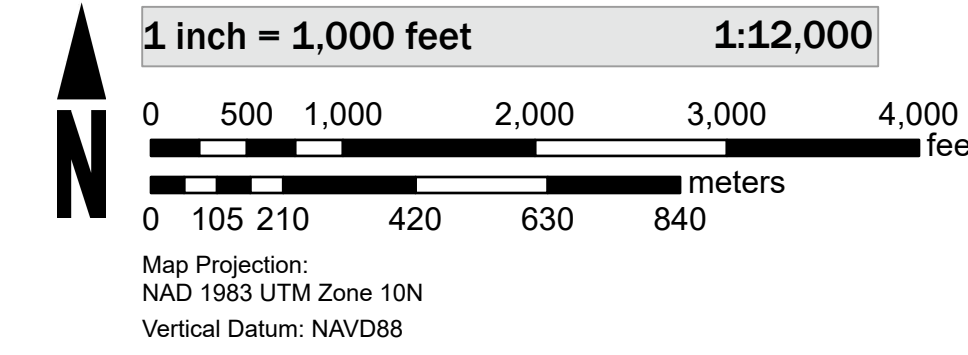 1 inch = 1,000 feet 1:12,000
0 500 1,000 2,000 3,000 4,000
fee
meters
0 105 210 420 630 840
N
Map Projection:
NAD 1983 UTM Zone 10N
Vertical Datum: NAVD88